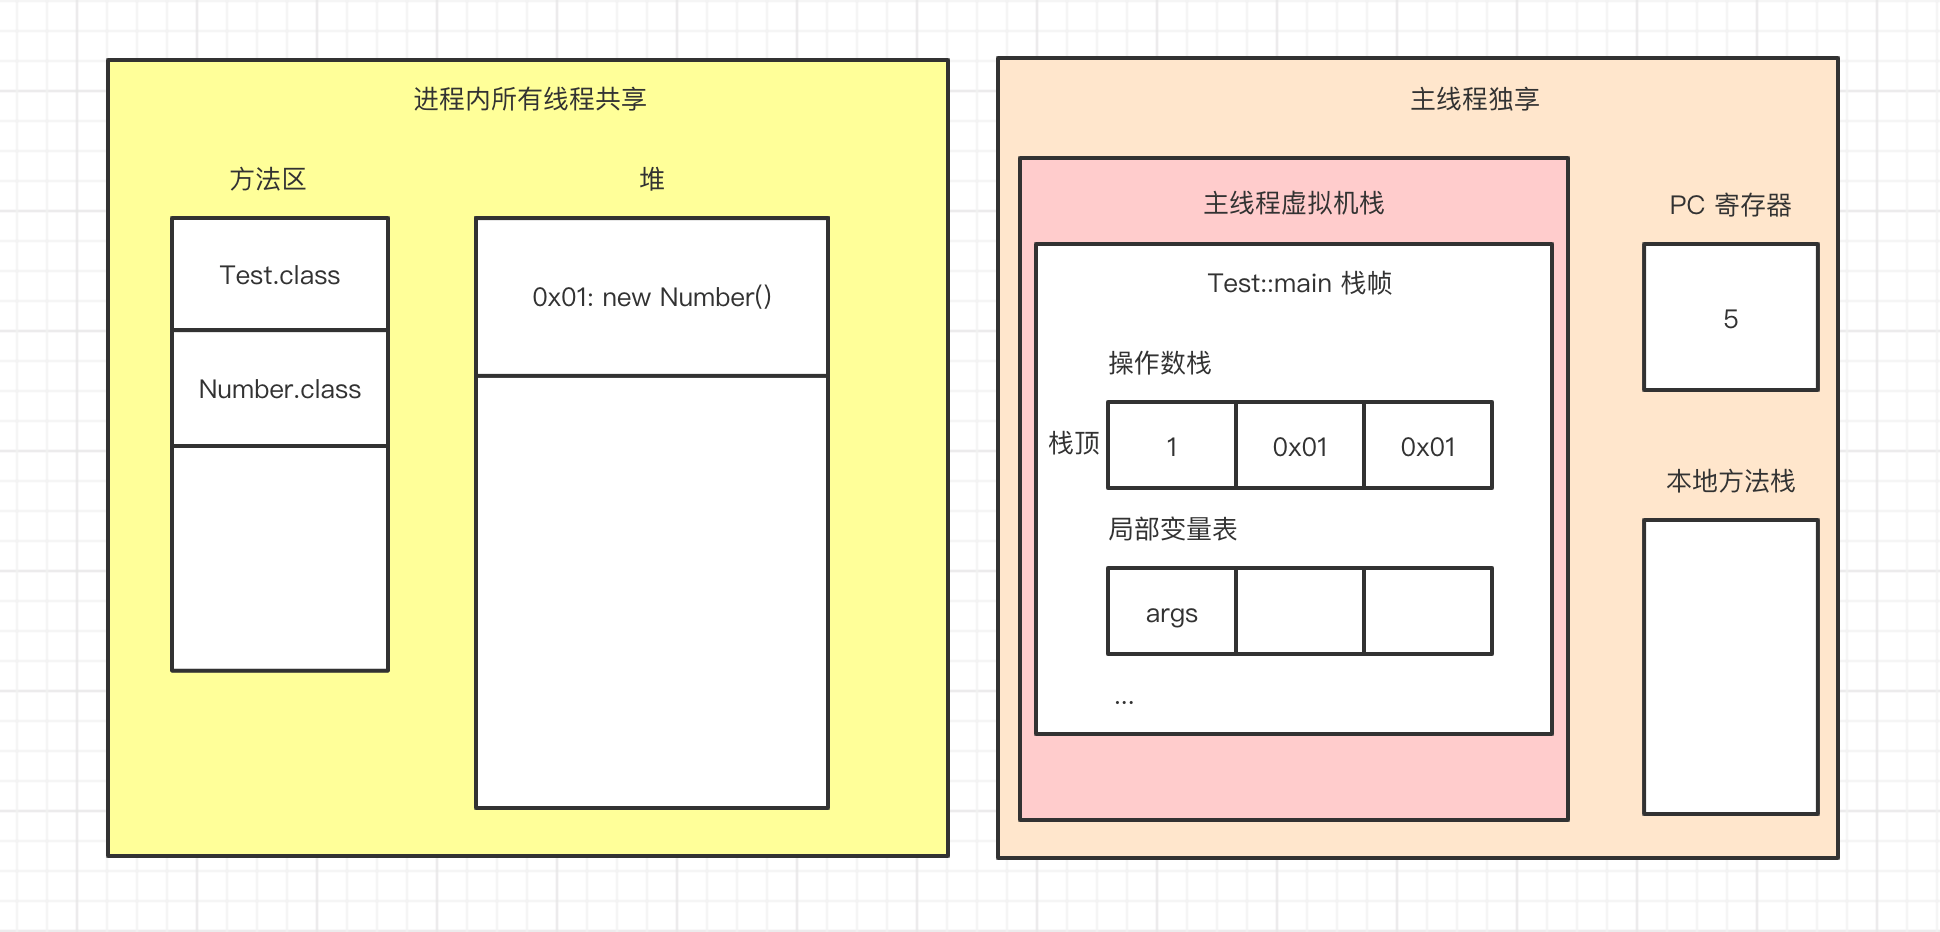 进程内所有线程共享
方法区
堆
Test.class
Number.class
0x01: new Number()
主线程独享
主线程虚拟机栈
Test::main 栈帧
操作数栈
栈顶
1
0x01
0x01
局部变量表
args
...
PC 寄存器
5
本地方法栈